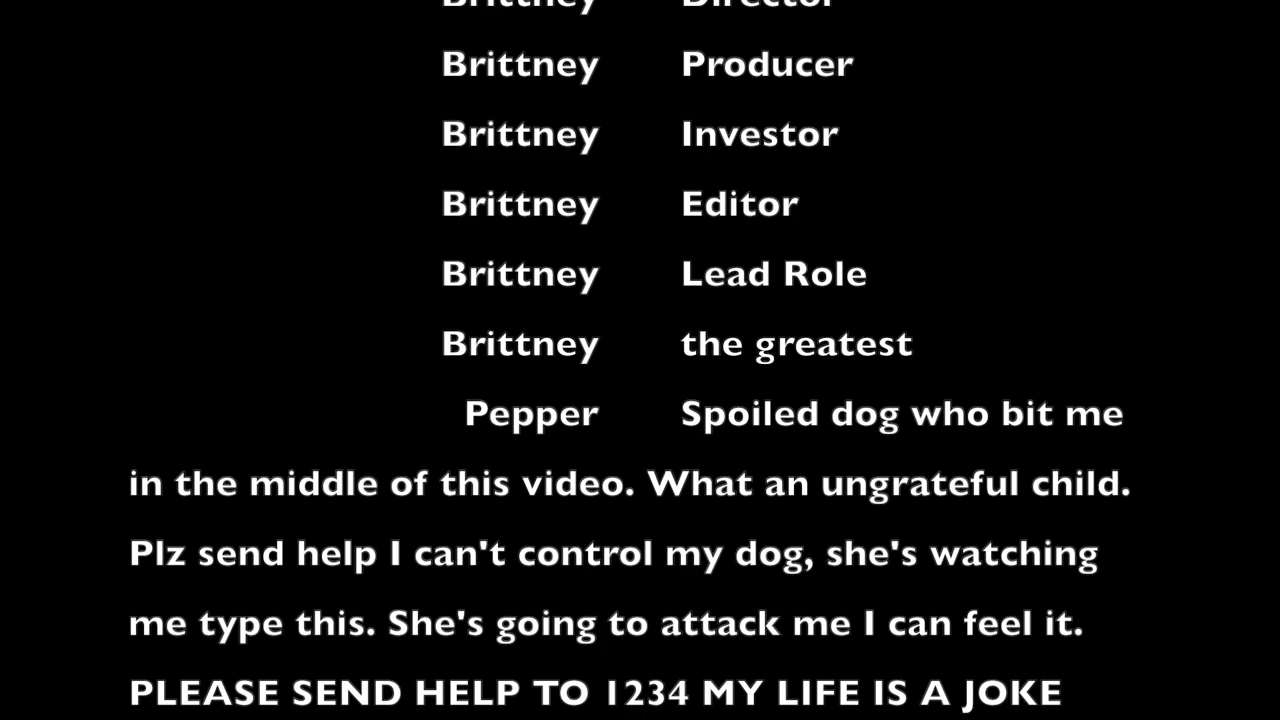 Brittney Director
Brittney Producer
Brittney Investor
Brittney Editor
Brittney Lead Role
Brittney the greatest
Pepper Spoiled dog who bit me
in the middle of this video. What an ungrateful child.
Plz send help I can't control my dog, she's watching
me type this. She's going to attack me I can feel it.
PLEASE SEND HELP TO 1234 MY LIFE IS A JOKE